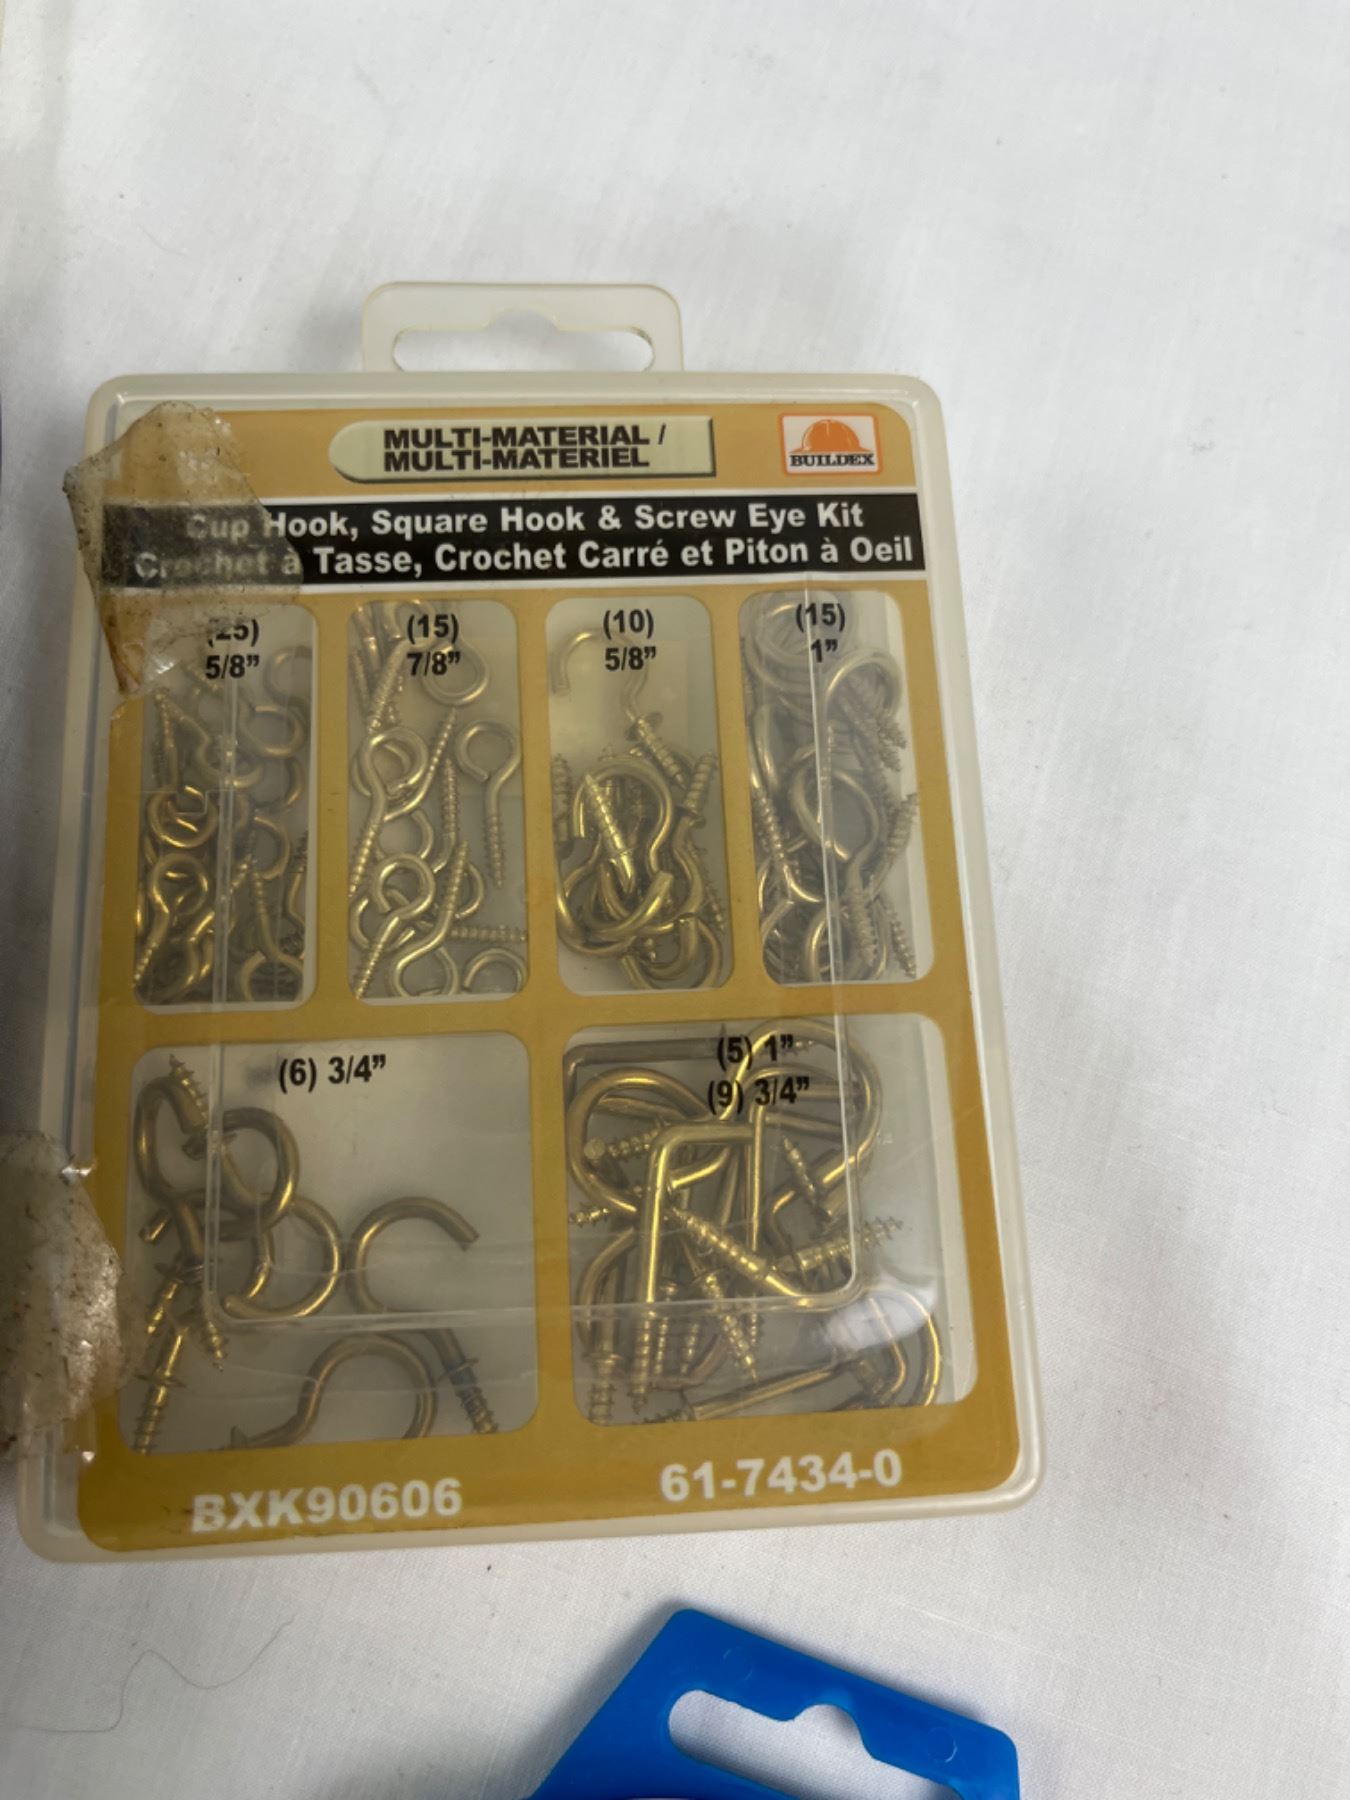 MULTI-MATERIAL /
MULTI-MATERIEL
BUILDEX
Cup Hook, Square Hook & Screw Eye Kit
Crochet à Tasse, Crochet Carré et Piton à Oeil
(25)
5/8”
(15)
7/8”
(10)
5/8”
(15)
1”
(6) 3/4”
(5) 1”
(9) 3/4”
BXK90606
61-7434-0